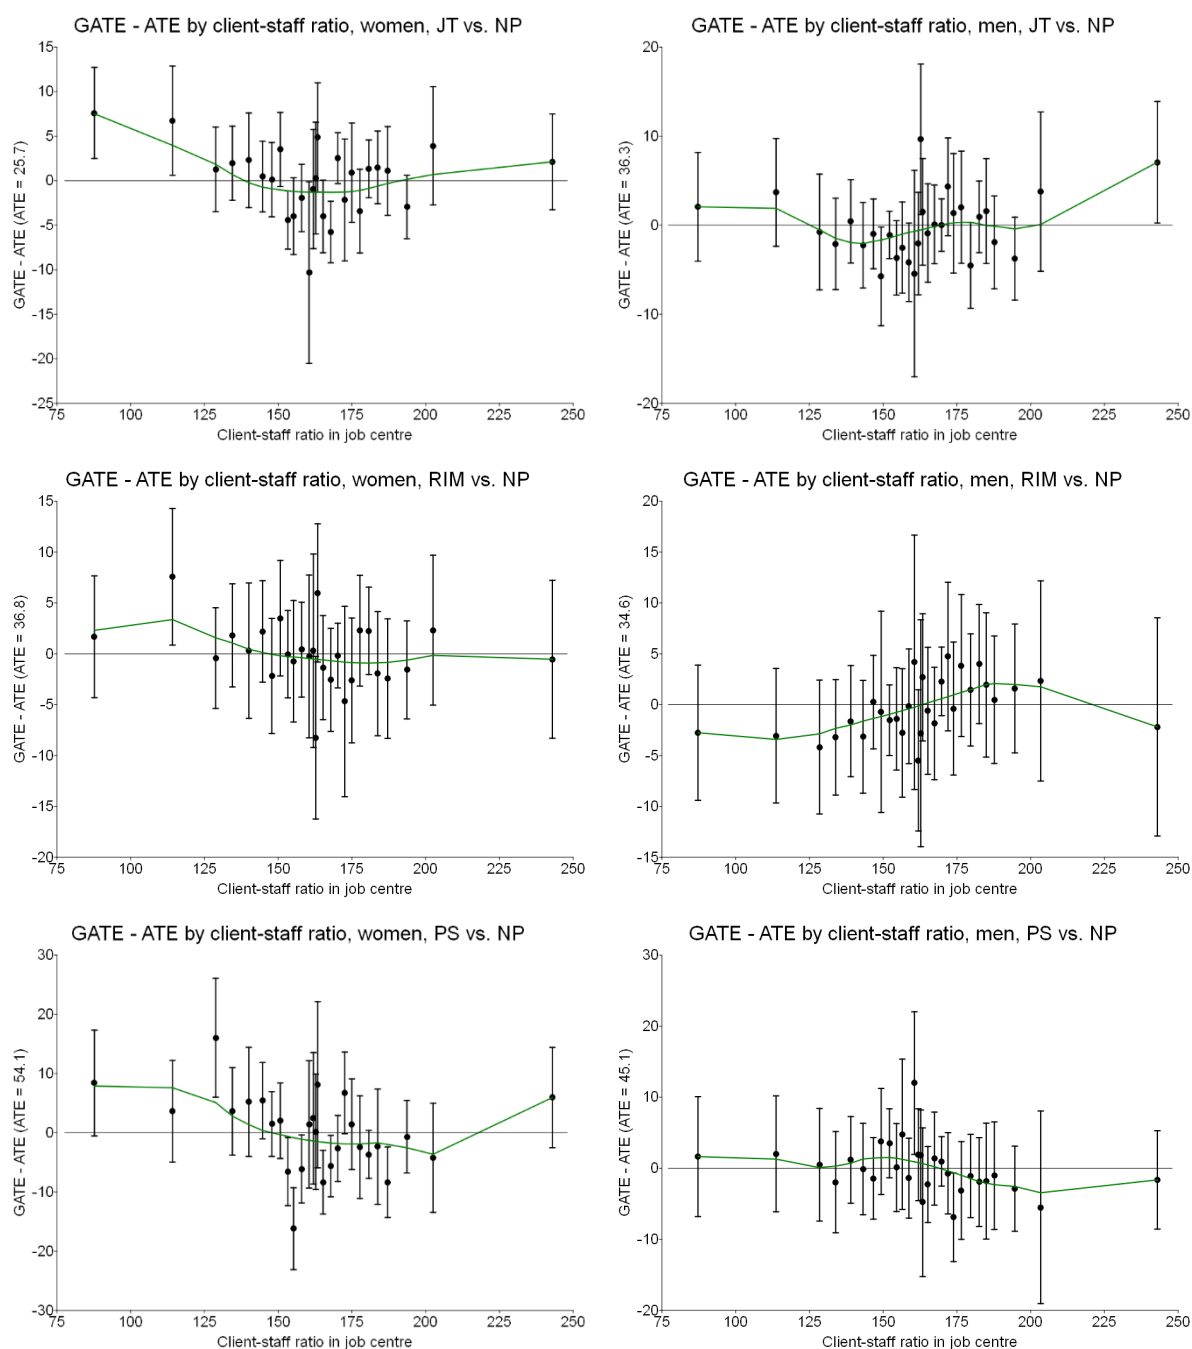 GATE - ATE by client-staff ratio, women, JT vs. NP
15
10
5
0
-5
-10
-15
-20
-25
GATE - ATE (ATE = 25.7)
75 100 125 150 175 200 225 250
Client-staff ratio in job centre
GATE - ATE by client-staff ratio, men, JT vs. NP
20
10
0
-10
-20
GATE - ATE (ATE = 36.3)
75 100 125 150 175 200 225 250
Client-staff ratio in job centre
GATE - ATE by client-staff ratio, women, RIM vs. NP
15
10
5
0
-5
-10
-15
-20
GATE - ATE (ATE = 36.8)
75 100 125 150 175 200 225 250
Client-staff ratio in job centre
GATE - ATE by client-staff ratio, men, RIM vs. NP
20
15
10
5
0
-5
-10
-15
GATE - ATE (ATE = 34.6)
75 100 125 150 175 200 225 250
Client-staff ratio in job centre
GATE - ATE by client-staff ratio, women, PS vs. NP
30
20
10
0
-10
-20
-30
GATE - ATE (ATE = 54.1)
75 100 125 150 175 200 225 250
Client-staff ratio in job centre
GATE - ATE by client-staff ratio, men, PS vs. NP
30
20
10
0
-10
-20
GATE - ATE (ATE = 45.1)
75 100 125 150 175 200 225 250
Client-staff ratio in job centre